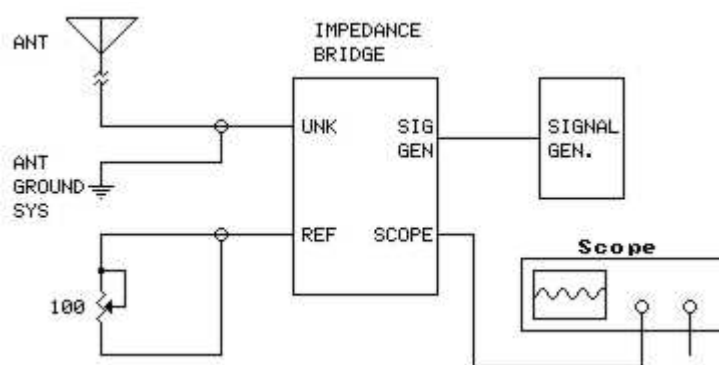 ANT
IMPEDANCE
BRIDGE
UNK
SIG
GEN
SIGNAL
GEN.
ANT
GROUND
SYS
REF
SCOPE
Scope
100